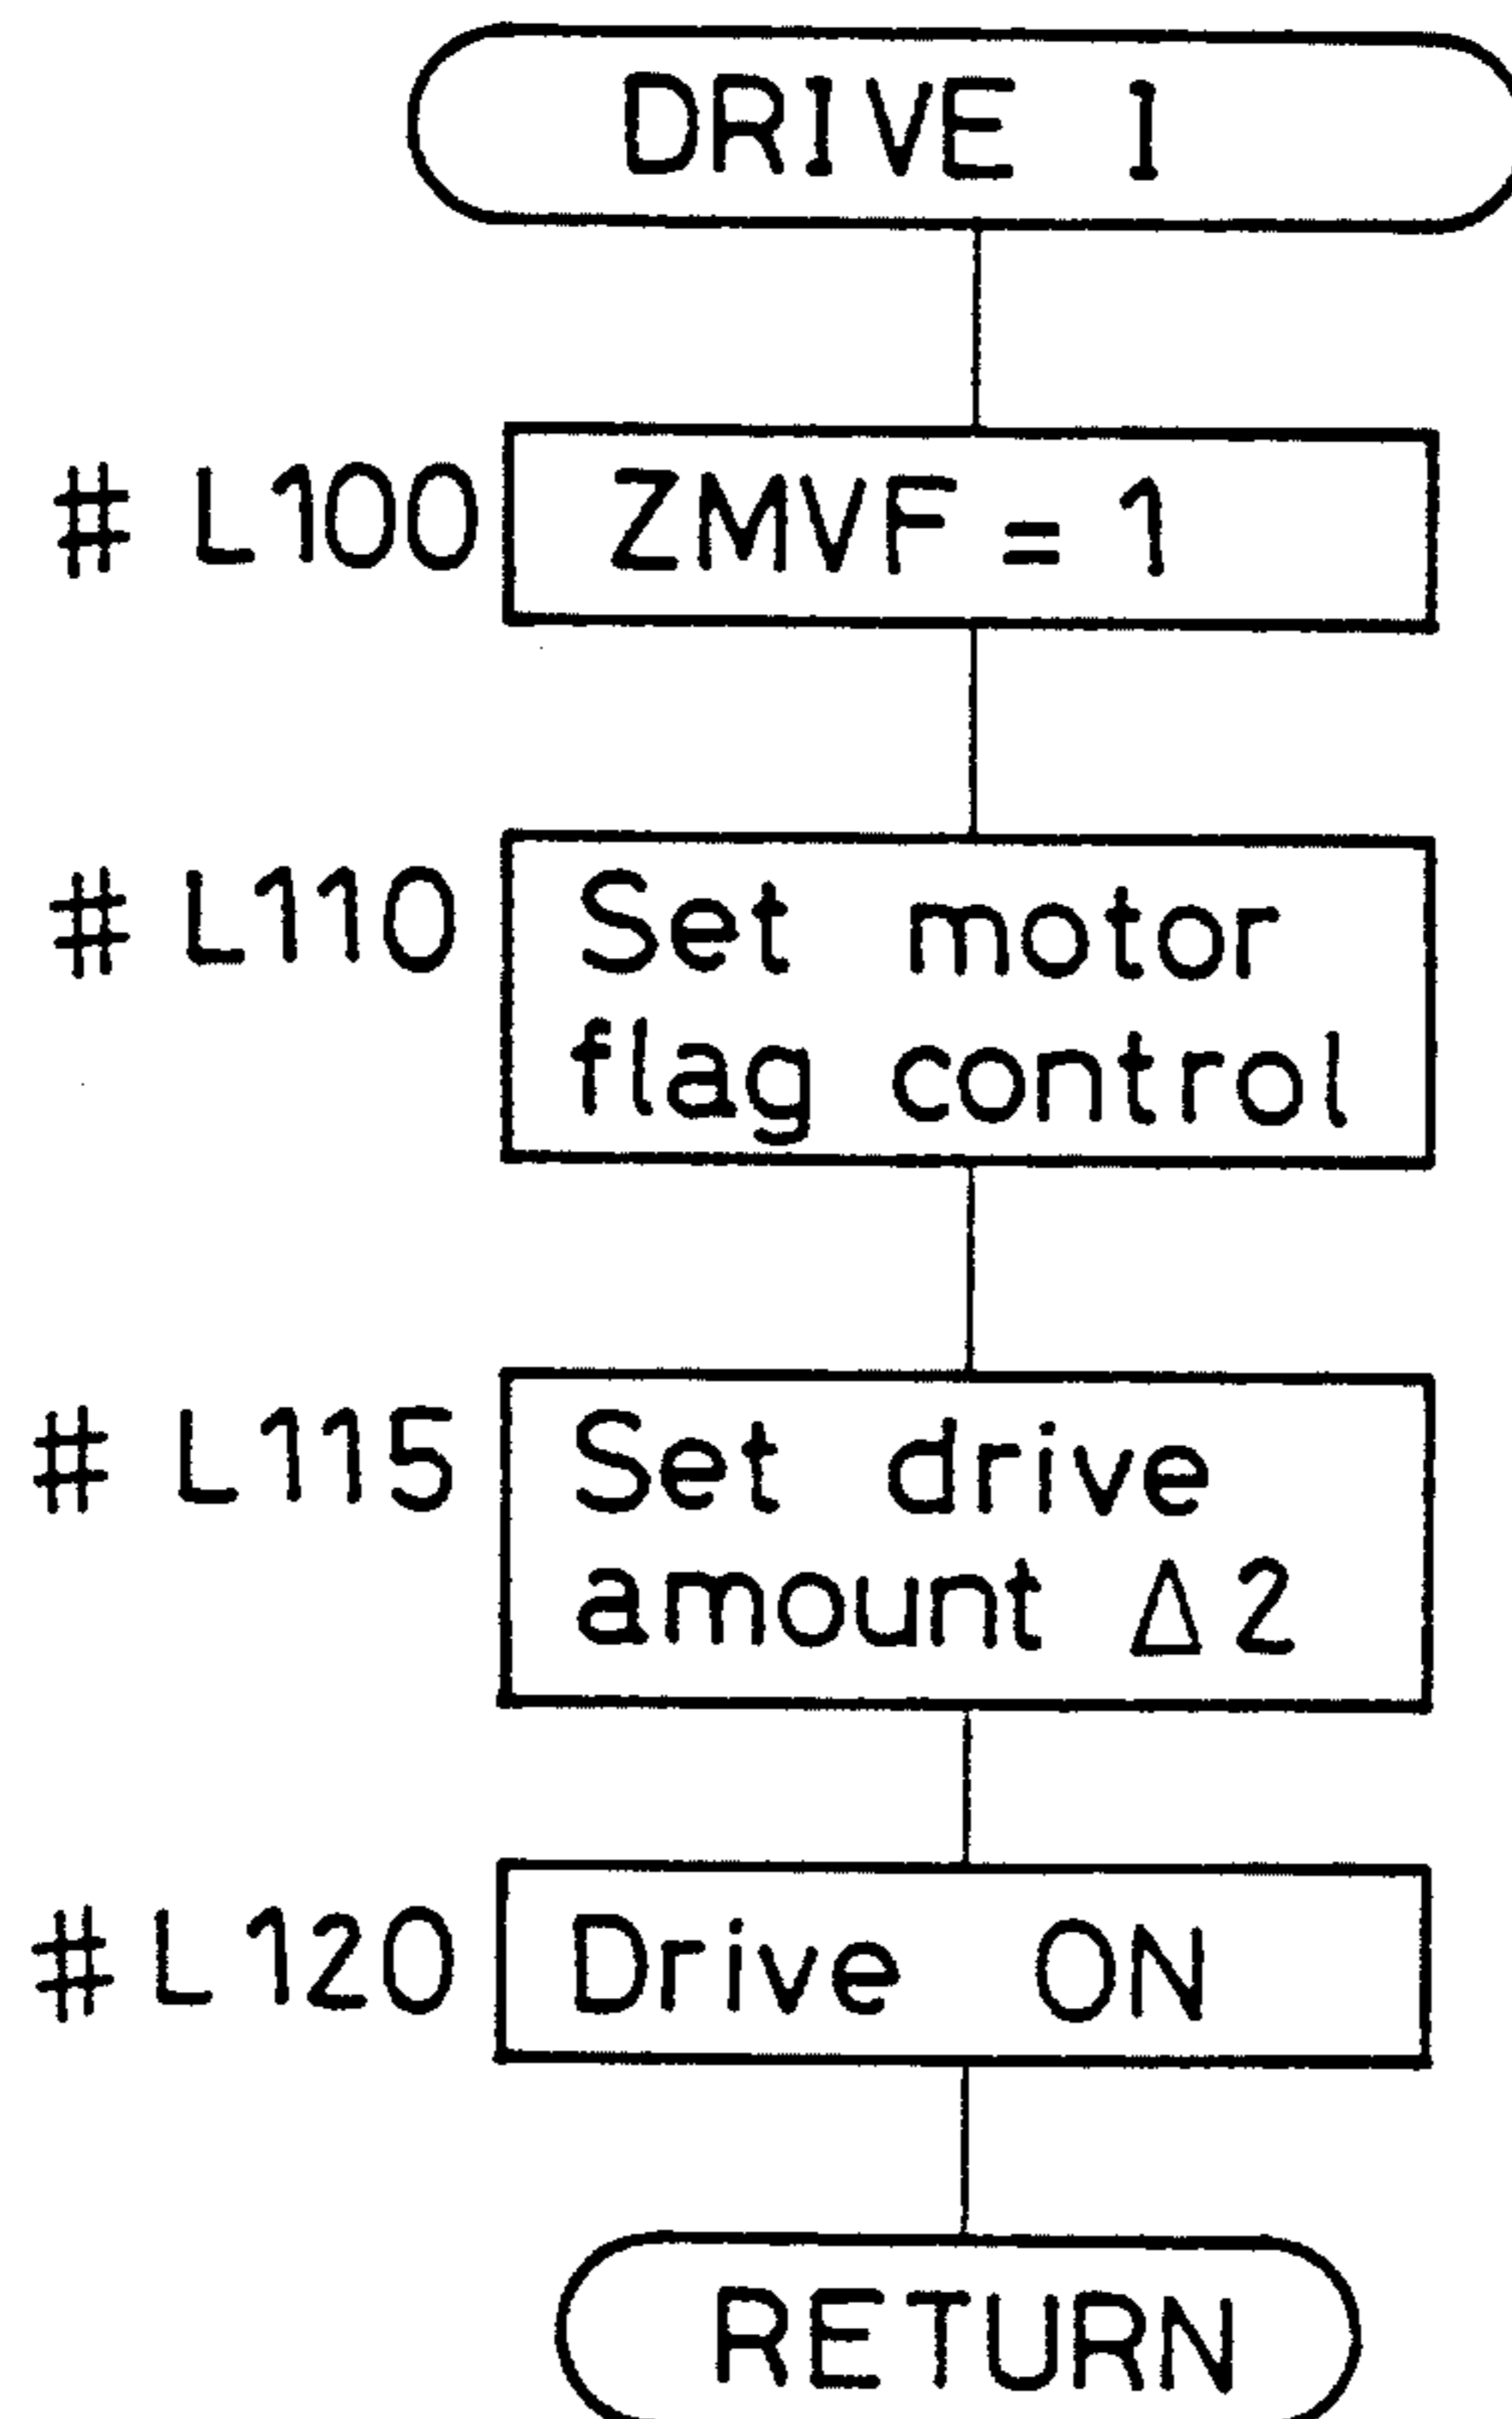 DRIVE I
# L100 ZMVF = 1
# L110 Set motor
flag control
# L115 Set drive
amount Δ2
# L120 Drive ON
RETURN